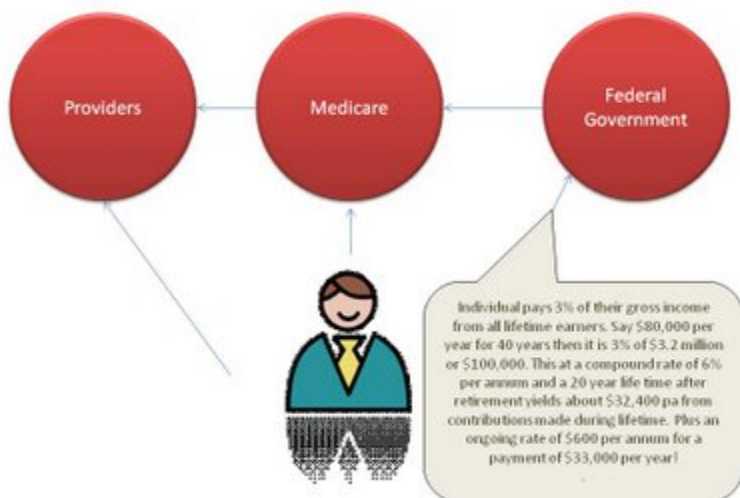 Providers
Medicare
Federal
Government
Individual pays 3% of their gross income
from all lifetime earners. Say $80,000 per
year for 40 years then it is 3% of $3.2 million
or $100,000. This at a compound rate of 6%
per annum and a 20 year life time after
retirement yields about $32,400 pa from
contributions made during lifetime. Plus an
ongoing rate of $600 per annum for a
payment of $33,000 per year!
.